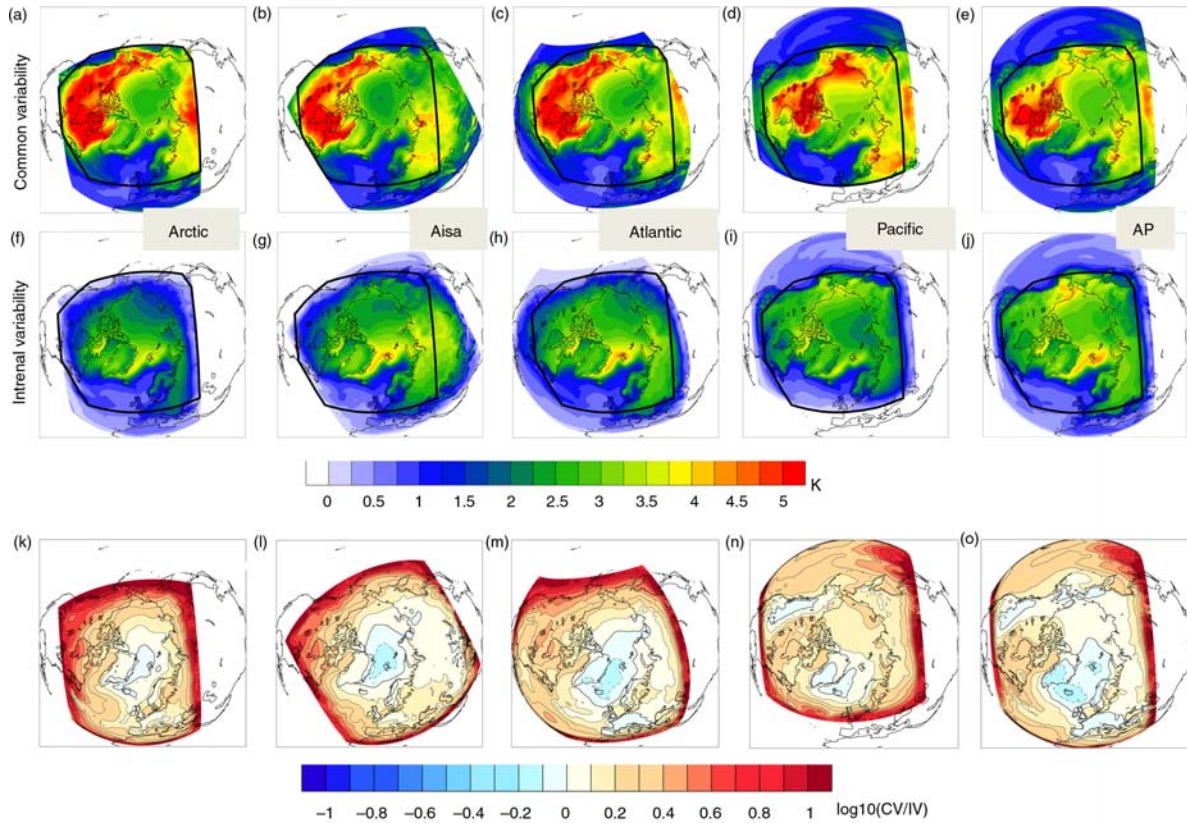 (a) (b) (c) (d) (e)
Common variability
Arctic Aisa Atlantic Pacific AP
(f) (g) (h) (i) (j)
Intrenal variability
0 0.5 1 1.5 2 2.5 3 3.5 4 4.5 5 K
(k) (l) (m) (n) (o)
−1 −0.8 −0.6 −0.4 −0.2 0 0.2 0.4 0.6 0.8 1 log10(CV/IV)